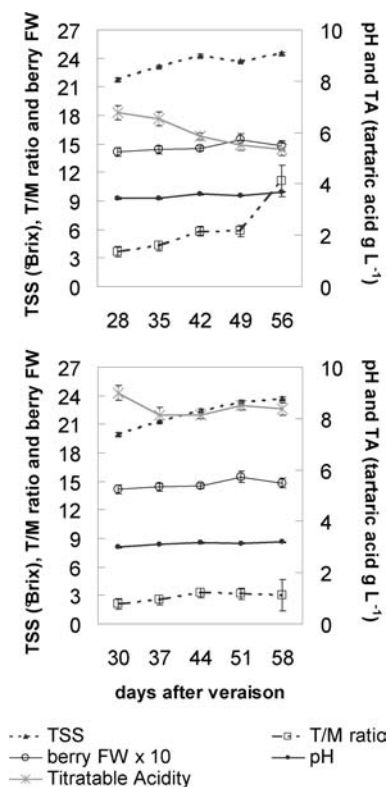 TSS (°Brix), T/M ratio and berry FW
27
24
21
18
15
12
9
6
3
0
10
8
6
4
2
0
pH and TA
(tartaric acid g L⁻¹)
28 35 42 49 56
TSS (°Brix), T/M ratio and berry FW
27
24
21
18
15
12
9
6
3
0
10
8
6
4
2
0
pH and TA
(tartaric acid g L⁻¹)
30 37 44 51 58
days after veraison
TSS T/M ratio
berry FW x 10 pH
Titratable Acidity